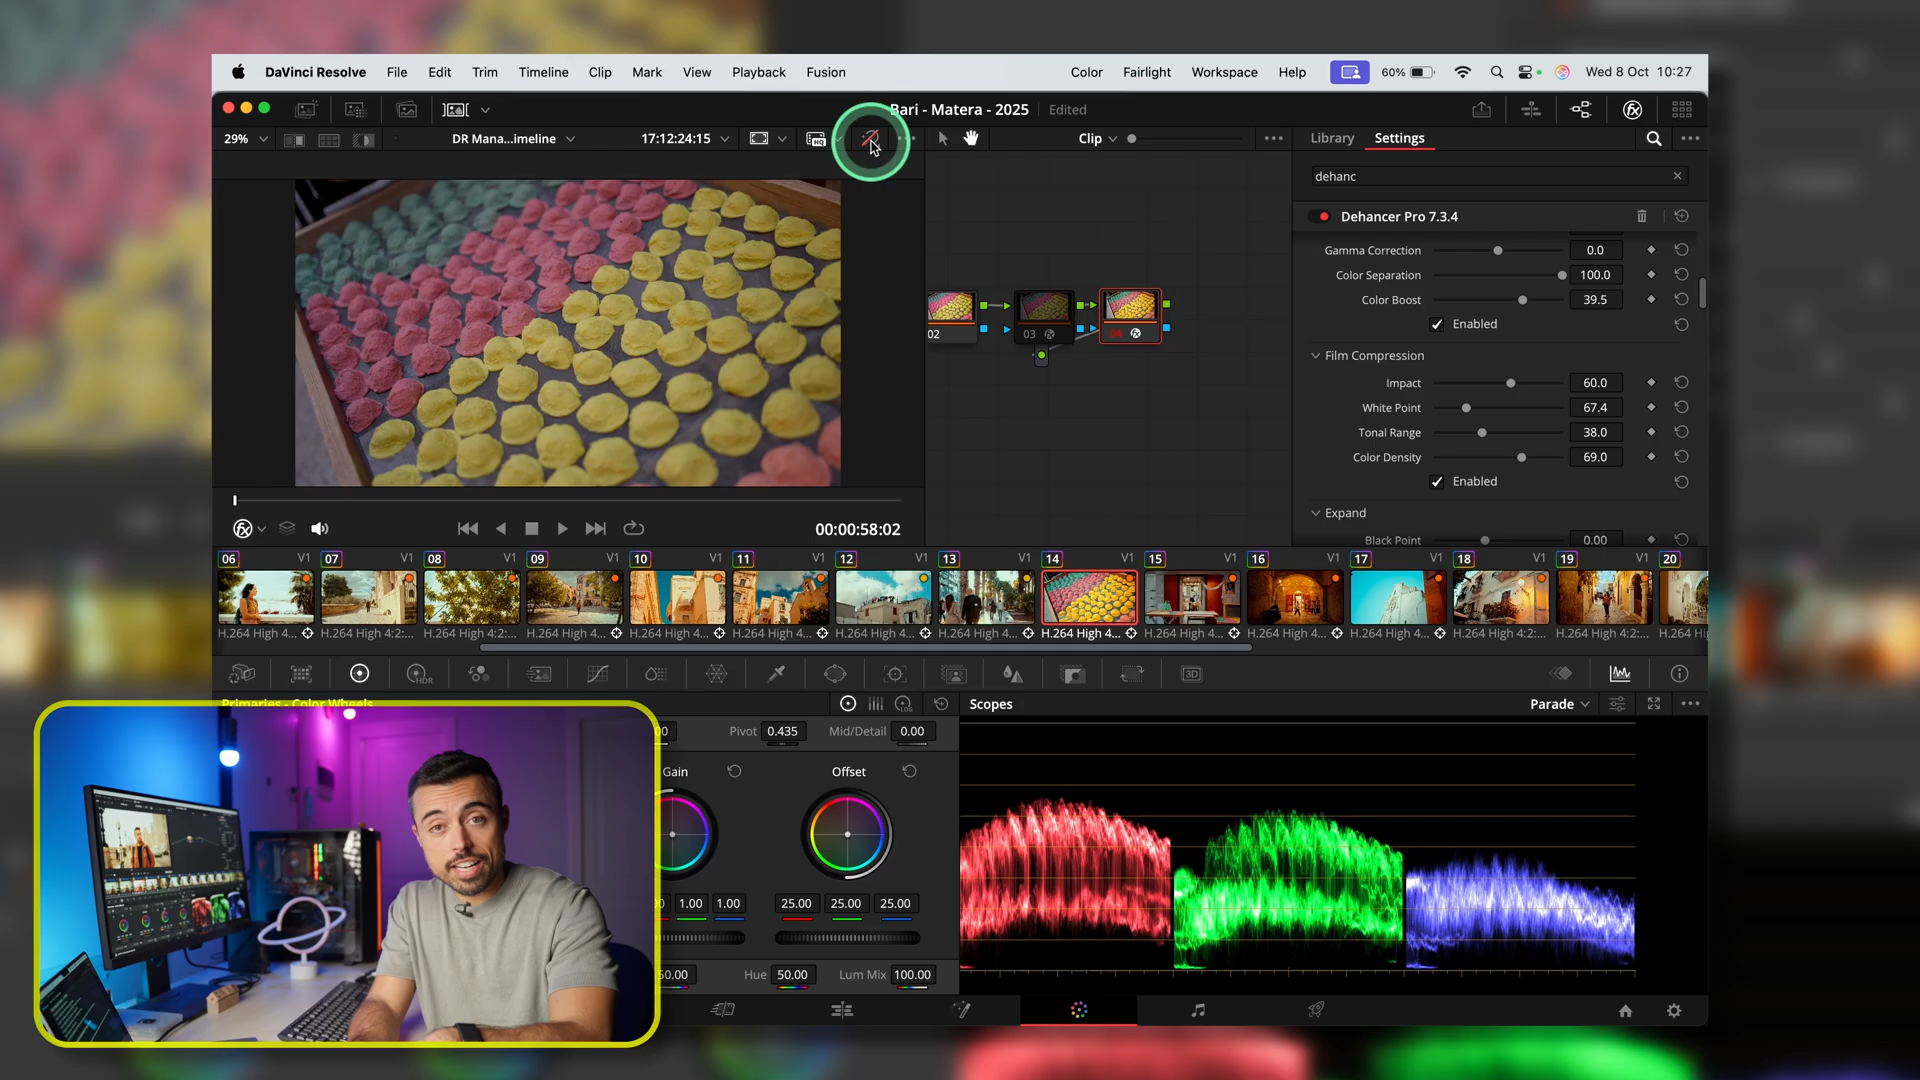 DaVinci Resolve File Edit Trim Timeline Clip Mark View Playback Fusion Color Fairlight Workspace Help 60% Wed 8 Oct 10:27
Bari - Matera - 2025 Edited
29% DR Mana...imeline 17:12:24:15 HQ Clip Library Settings
dehanc
Dehancer Pro 7.3.4
Gamma Correction 0.0
Color Separation 100.0
Color Boost 39.5
Enabled
Film Compression
Impact 60.0
White Point 67.4
Tonal Range 38.0
Color Density 69.0
Enabled
Expand
Black Point 0.00
02 03 04
00:00:58:02
06 V1 07 V1 08 V1 09 V1 10 V1 11 V1 12 V1 13 V1 14 V1 15 V1 16 V1 17 V1 18 V1 19 V1 20
H.264 High 4... H.264 High 4:2:... H.264 High 4:2:... H.264 High 4... H.264 High 4... H.264 High 4... H.264 High 4... H.264 High 4... H.264 High 4... H.264 High 4... H.264 High 4... H.264 High 4... H.264 High 4:2:... H.264 High 4:2:... H.264 H
HDR 3D
Primaries - Color Wheels LOG Scopes Parade
00 Pivot 0.435 Mid/Detail 0.00
Gain Offset
00 1.00 1.00 25.00 25.00 25.00
50.00 Hue 50.00 Lum Mix 100.00